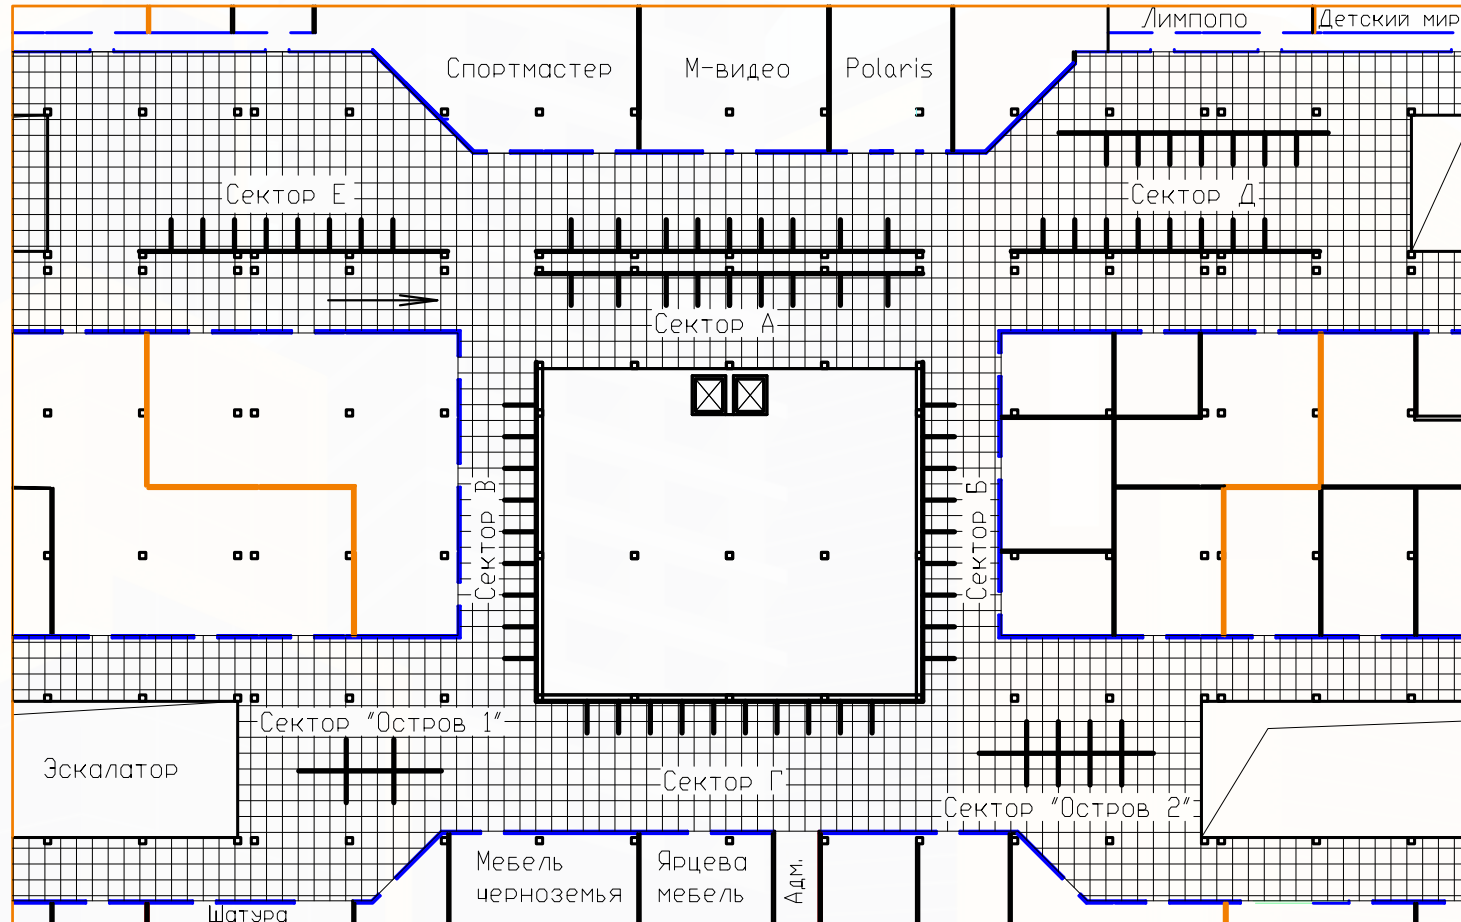 Лимпопо
Детский мир
Спортмастер
М-видео
Polaris
Сектор Е
Сектор Д
Сектор А
Сектор В
Сектор Б
Сектор "Остров 1"
Эскалатор
Сектор Г
Сектор "Остров 2"
Мебель
черноземья
Ярцева
мебель
Адм.
Шатура